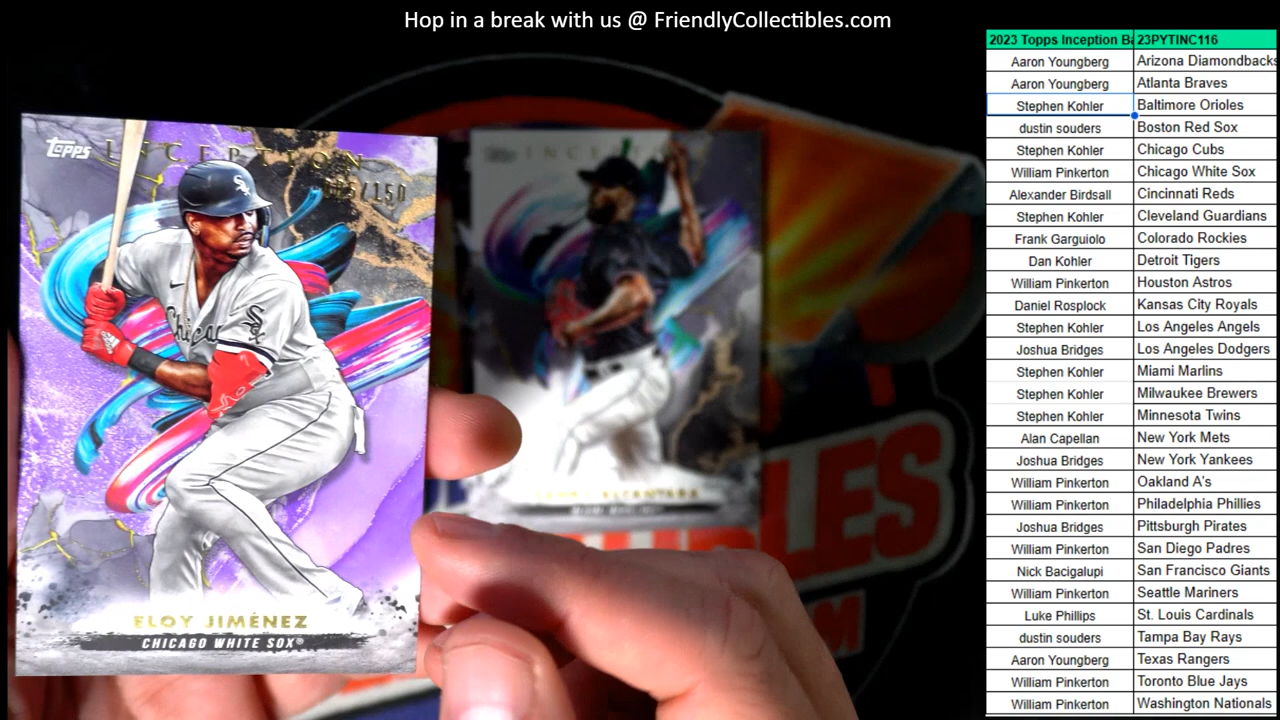 Hop in a break with us @ FriendlyCollectibles.com
2023 Topps Inception Ba 23PYTINC116
Aaron Youngberg Arizona Diamondbacks
Aaron Youngberg Atlanta Braves
Stephen Kohler Baltimore Orioles
dustin souders Boston Red Sox
Stephen Kohler Chicago Cubs
William Pinkerton Chicago White Sox
Alexander Birdsall Cincinnati Reds
Stephen Kohler Cleveland Guardians
Frank Garguiolo Colorado Rockies
Dan Kohler Detroit Tigers
William Pinkerton Houston Astros
Daniel Rosplock Kansas City Royals
Stephen Kohler Los Angeles Angels
Joshua Bridges Los Angeles Dodgers
Stephen Kohler Miami Marlins
Stephen Kohler Milwaukee Brewers
Stephen Kohler Minnesota Twins
Alan Capellan New York Mets
Joshua Bridges New York Yankees
William Pinkerton Oakland A's
William Pinkerton Philadelphia Phillies
Joshua Bridges Pittsburgh Pirates
William Pinkerton San Diego Padres
Nick Bacigalupi San Francisco Giants
William Pinkerton Seattle Mariners
Luke Phillips St. Louis Cardinals
dustin souders Tampa Bay Rays
Aaron Youngberg Texas Rangers
William Pinkerton Toronto Blue Jays
William Pinkerton Washington Nationals
Topps INCEPTION
/150
Chica
Sox
ELOY JIMÉNEZ
CHICAGO WHITE SOX®
INCE
ALCANTARA